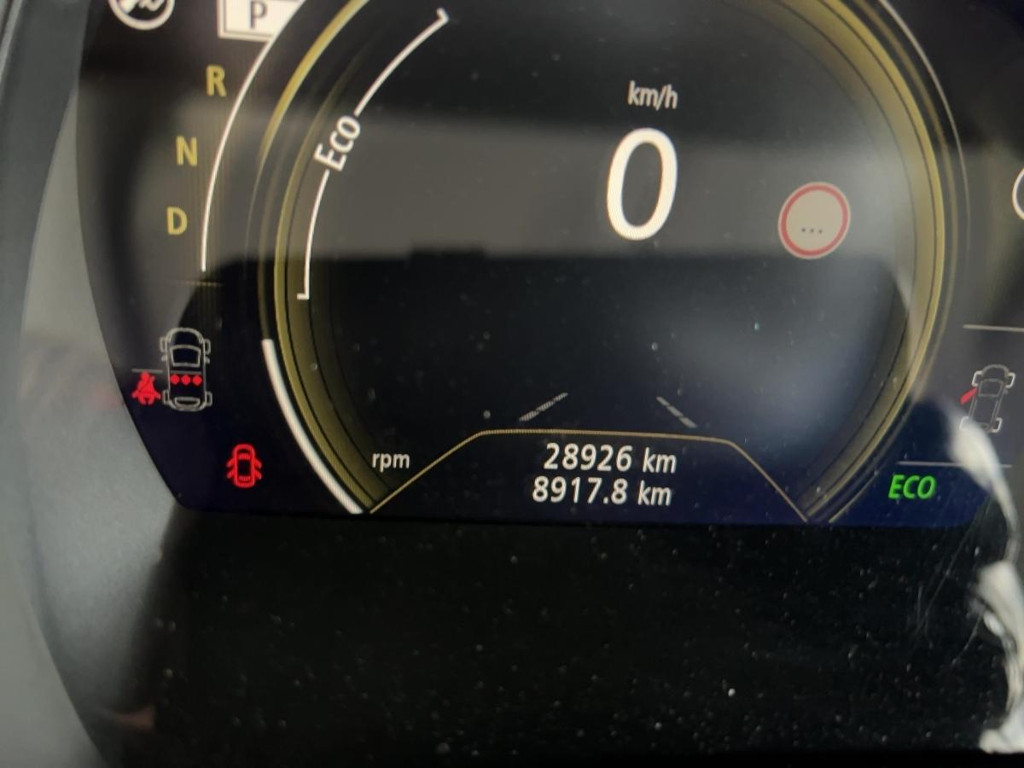 P
R
N
D
Eco
km/h
0
...
rpm
28926 km
8917.8 km
ECO